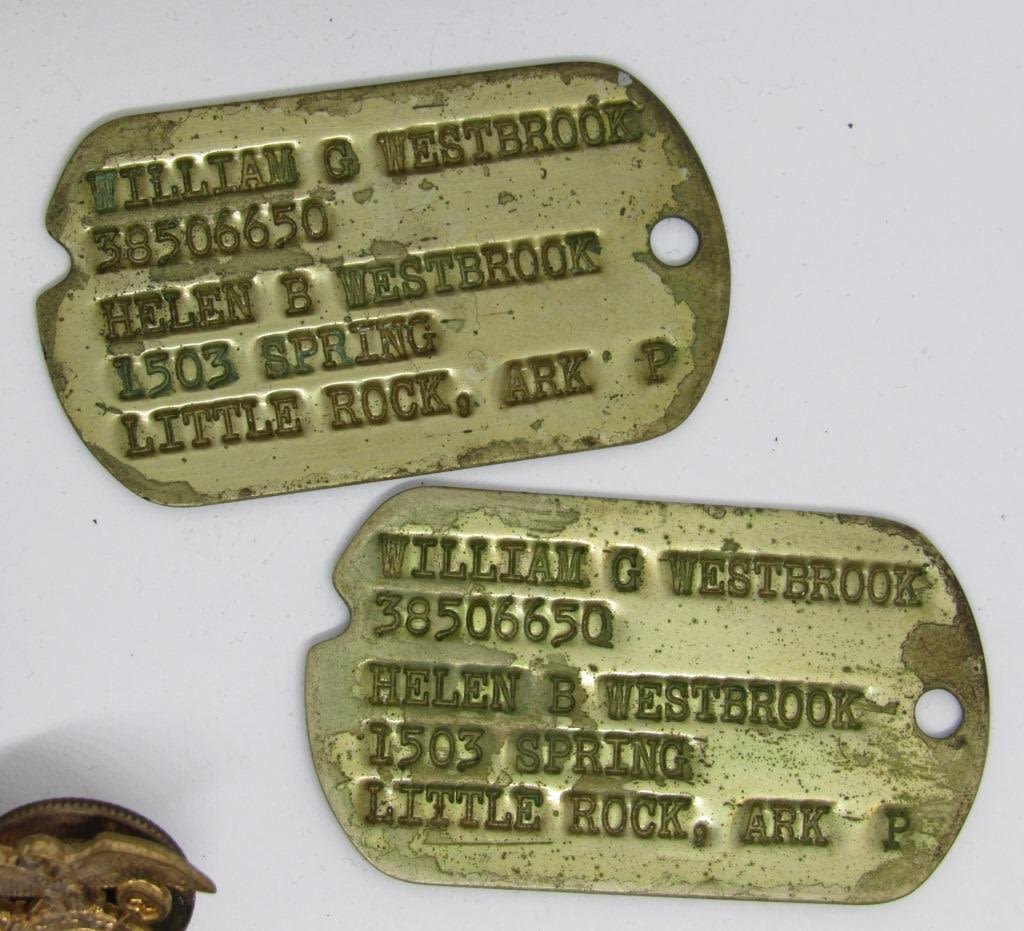 WILLIAM G WESTBROOK
38506650
HELEN B WESTBROOK
1503 SPRING
LITTLE ROCK, ARK P
WILLIAM G WESTBROOK
3850665Q
HELEN B WESTBROOK
1503 SPRING
LITTLE ROCK, ARK P